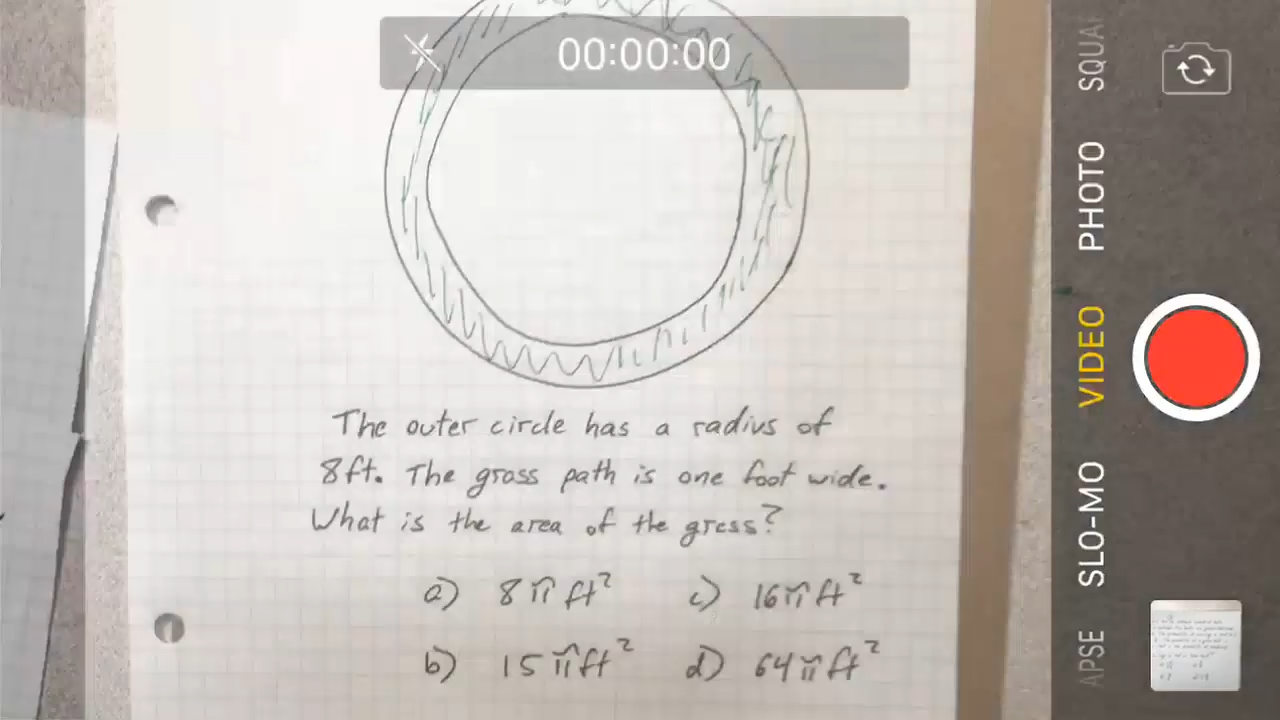 00:00:00
The outer circle has a radius of
8ft. The grass path is one foot wide.
What is the area of the grass?
a) 8π ft² c) 16π ft²
b) 15π ft² d) 64π ft²
SQUA
PHOTO
VIDEO
SLO-MO
APSE